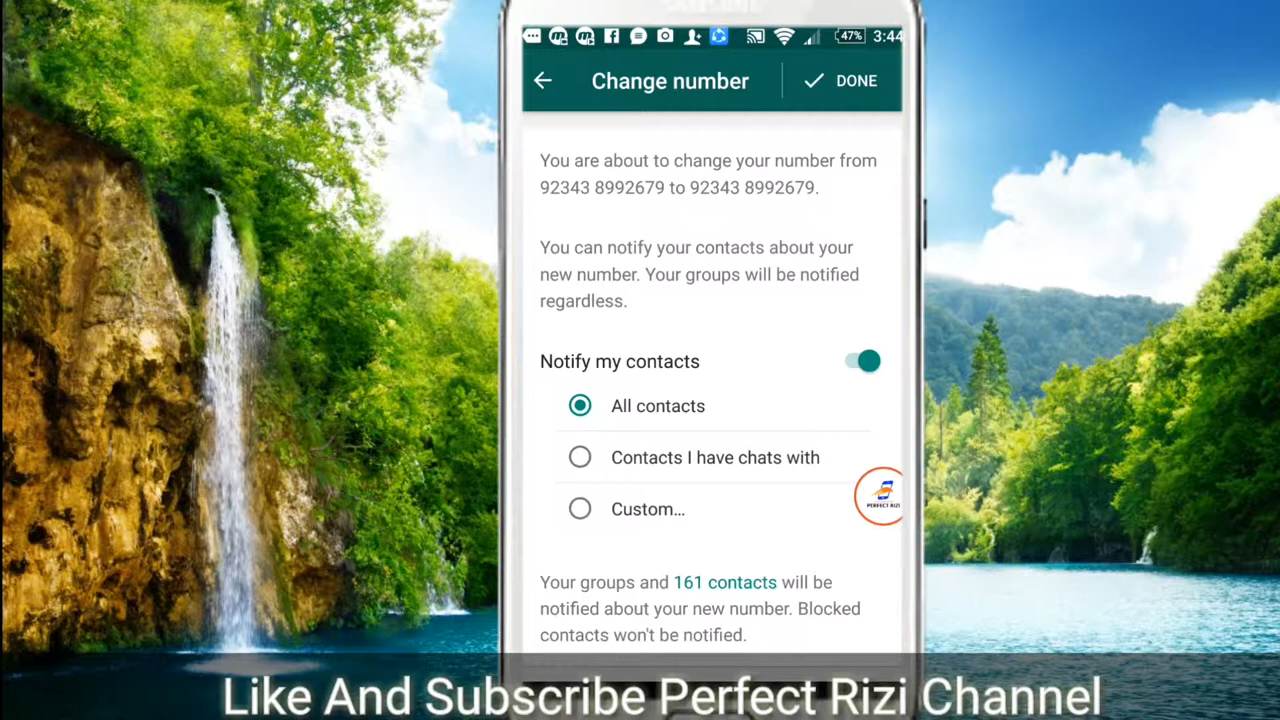 47% 3:44
Change number DONE
You are about to change your number from
92343 8992679 to 92343 8992679.
You can notify your contacts about your
new number. Your groups will be notified
regardless.
Notify my contacts
All contacts
Contacts I have chats with
Custom...
PERFECT RIZI
Your groups and 161 contacts will be
notified about your new number. Blocked
contacts won't be notified.
Like And Subscribe Perfect Rizi Channel